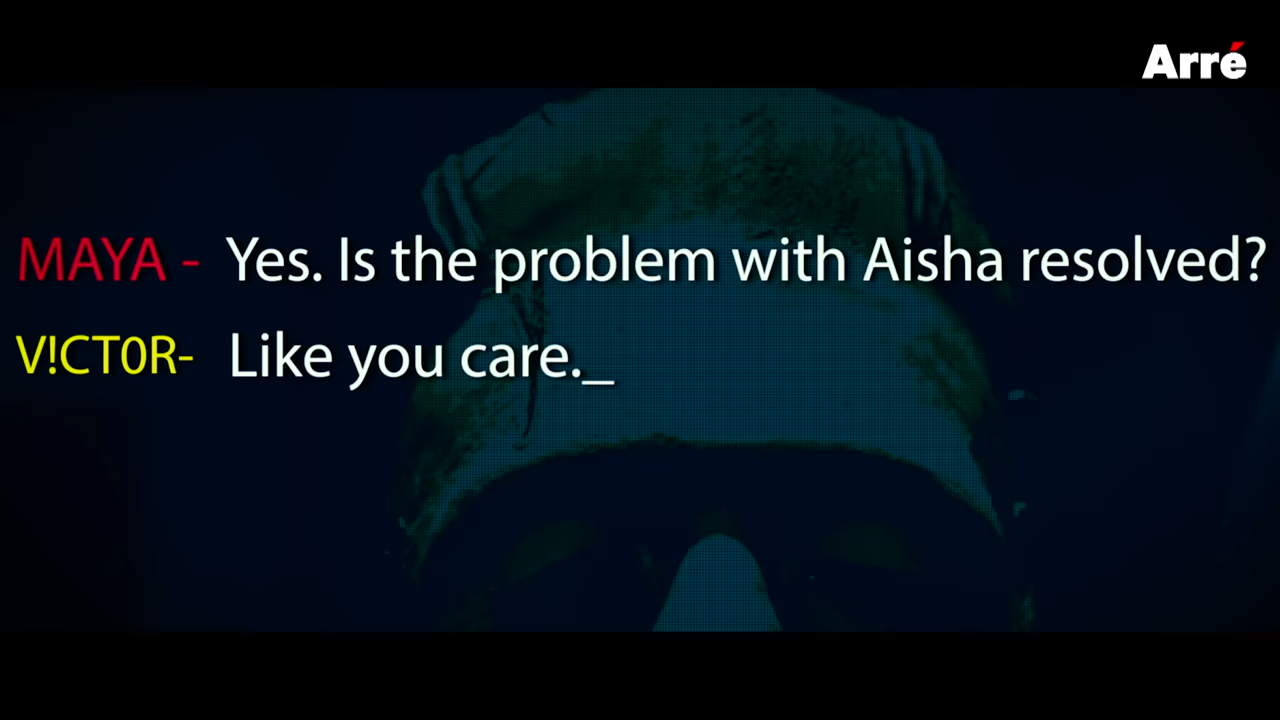 Arré
MAYA - Yes. Is the problem with Aisha resolved?
V!CT0R- Like you care._